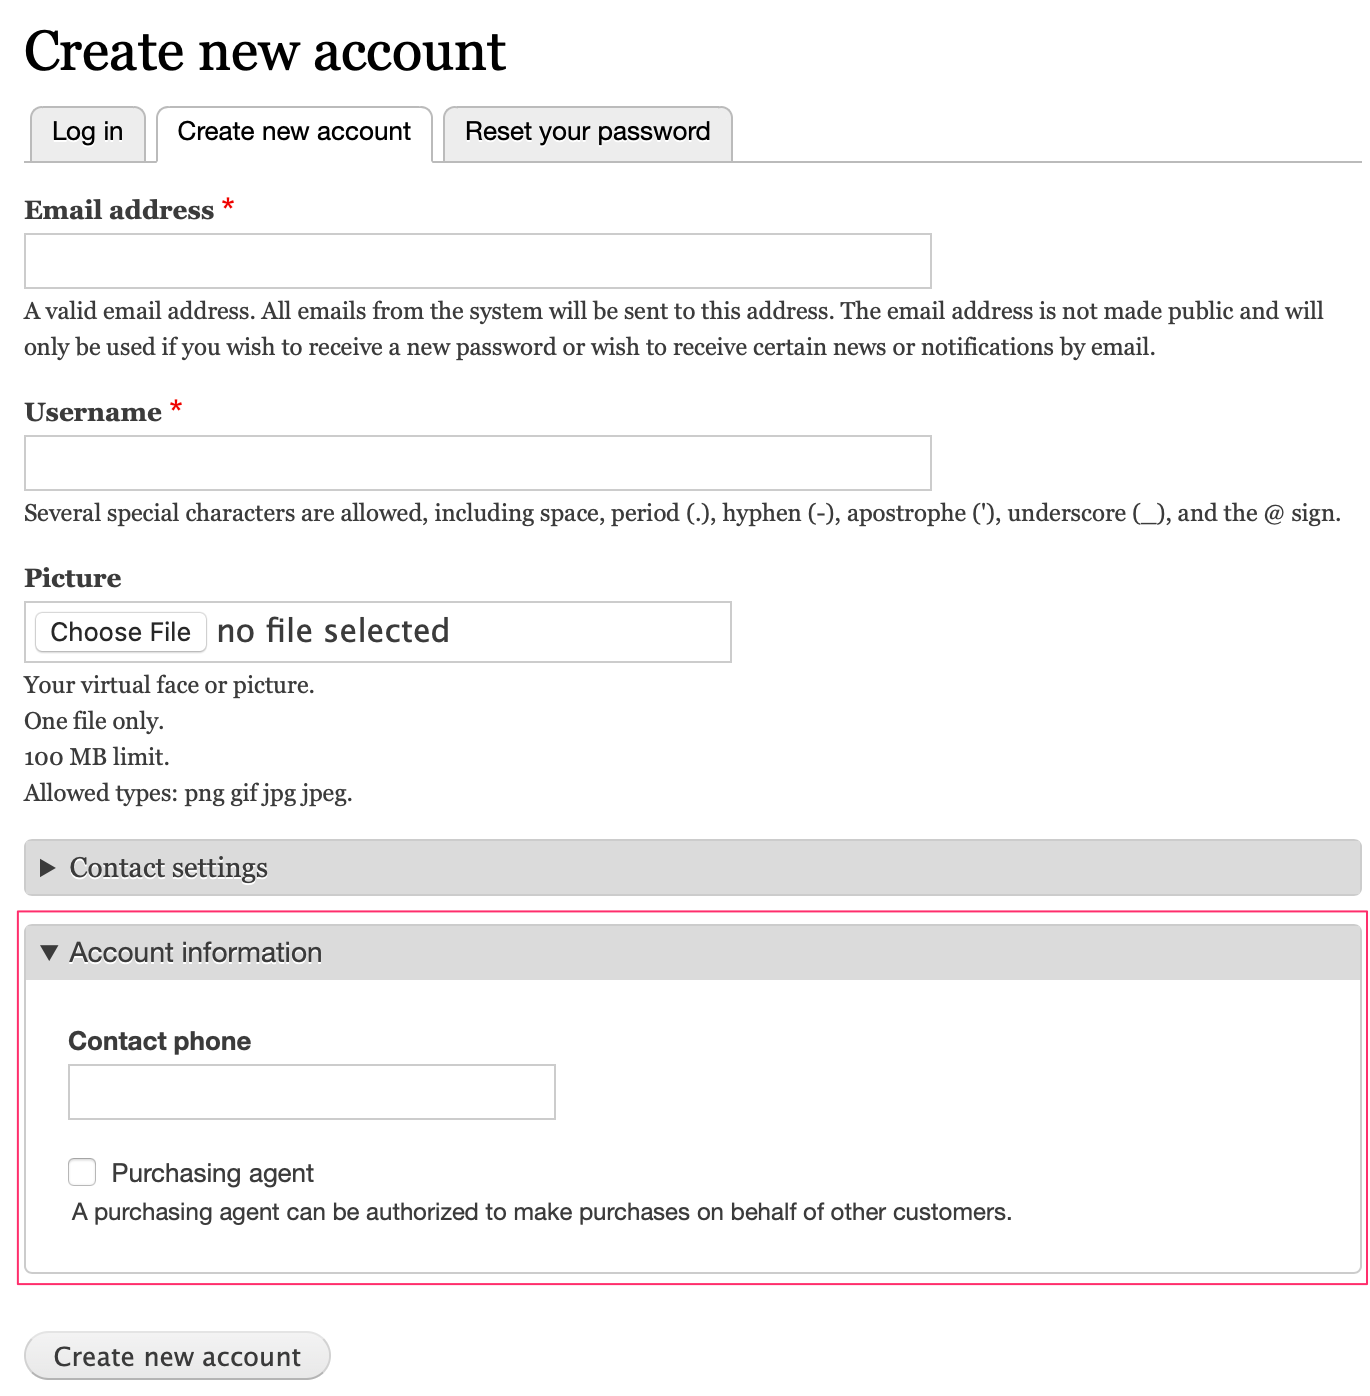 Create new account
Log in
Create new account
Reset your password
Email address *
A valid email address. All emails from the system will be sent to this address. The email address is not made public and will
only be used if you wish to receive a new password or wish to receive certain news or notifications by email.
Username *
Several special characters are allowed, including space, period (.), hyphen (-), apostrophe ('), underscore (_), and the @ sign.
Picture
Choose File no file selected
Your virtual face or picture.
One file only.
100 MB limit.
Allowed types: png gif jpg jpeg.
Contact settings
Account information
Contact phone
Purchasing agent
A purchasing agent can be authorized to make purchases on behalf of other customers.
Create new account